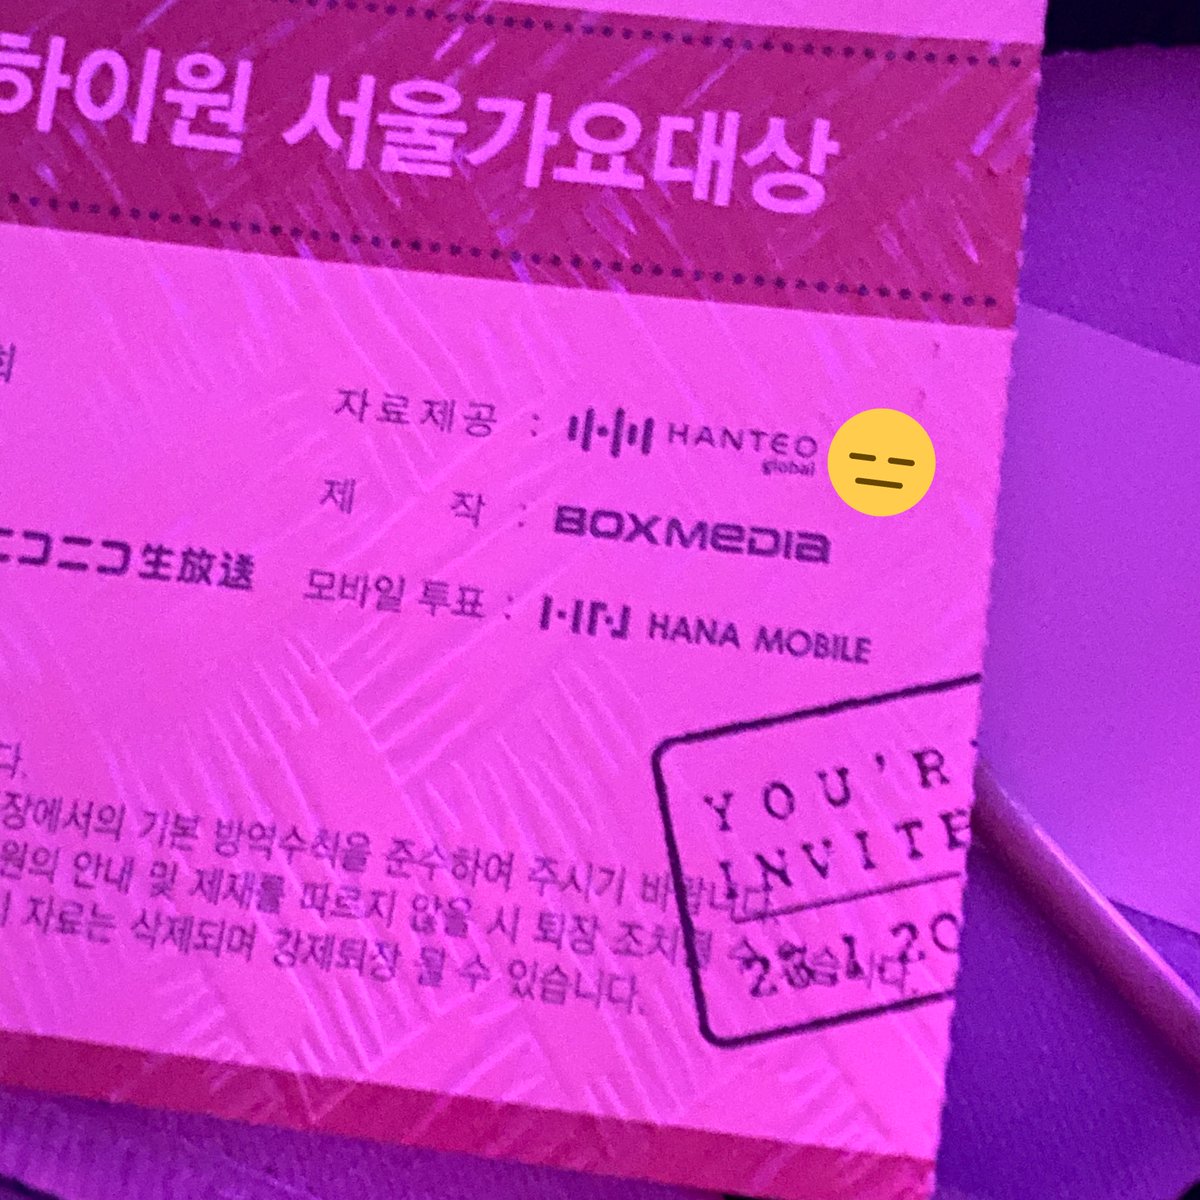 하이원 서울가요대상
회
자료제공 : HANTEO global
제 작 : BOXMEDIA
ニコニコ生放送
모바일 투표 : HANA MOBILE
다.
장에서의 기본 방역수칙을 준수하여 주시기 바랍니다.
원의 안내 및 제재를 따르지 않을 시 퇴장 조치될 수 있습니다.
자료는 삭제되며 강제퇴장 될 수 있습니다.
YOU'R
INVITE